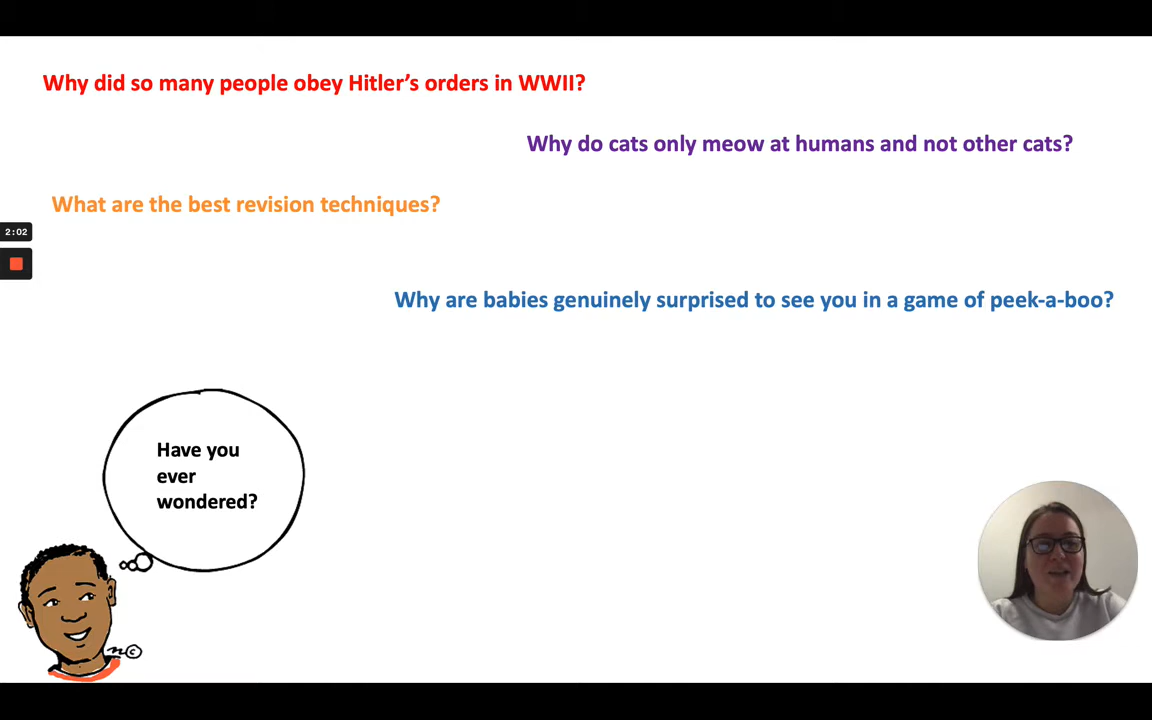 Why did so many people obey Hitler's orders in WWII?
Why do cats only meow at humans and not other cats?
What are the best revision techniques?
2:02
Why are babies genuinely surprised to see you in a game of peek-a-boo?
Have you
ever
wondered?